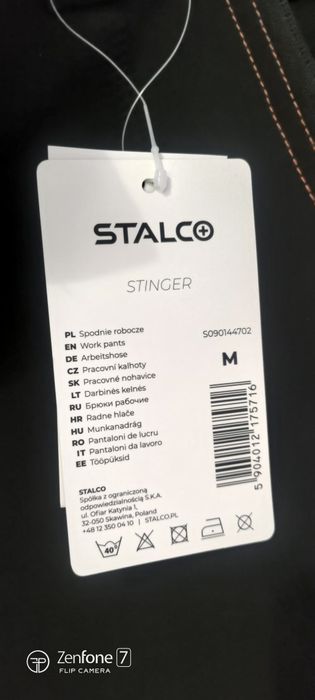 STALCO
STINGER
PL Spodnie robocze
EN Work pants
DE Arbeitshose
CZ Pracovní kalhoty
SK Pracovné nohavice
LT Darbinės kelnės
RU Брюки рабочие
HR Radne hlače
HU Munkanadrág
RO Pantaloni de lucru
IT Pantaloni da lavoro
EE Tööpüksid
S090144702
M
5 904012 175716
STALCO
Spółka z ograniczoną
odpowiedzialnością S.K.A.
ul. Ofiar Katynia 1,
32-050 Skawina, Poland
+48 12 350 04 10 | STALCO.PL
40°
Zenfone 7
FLIP CAMERA